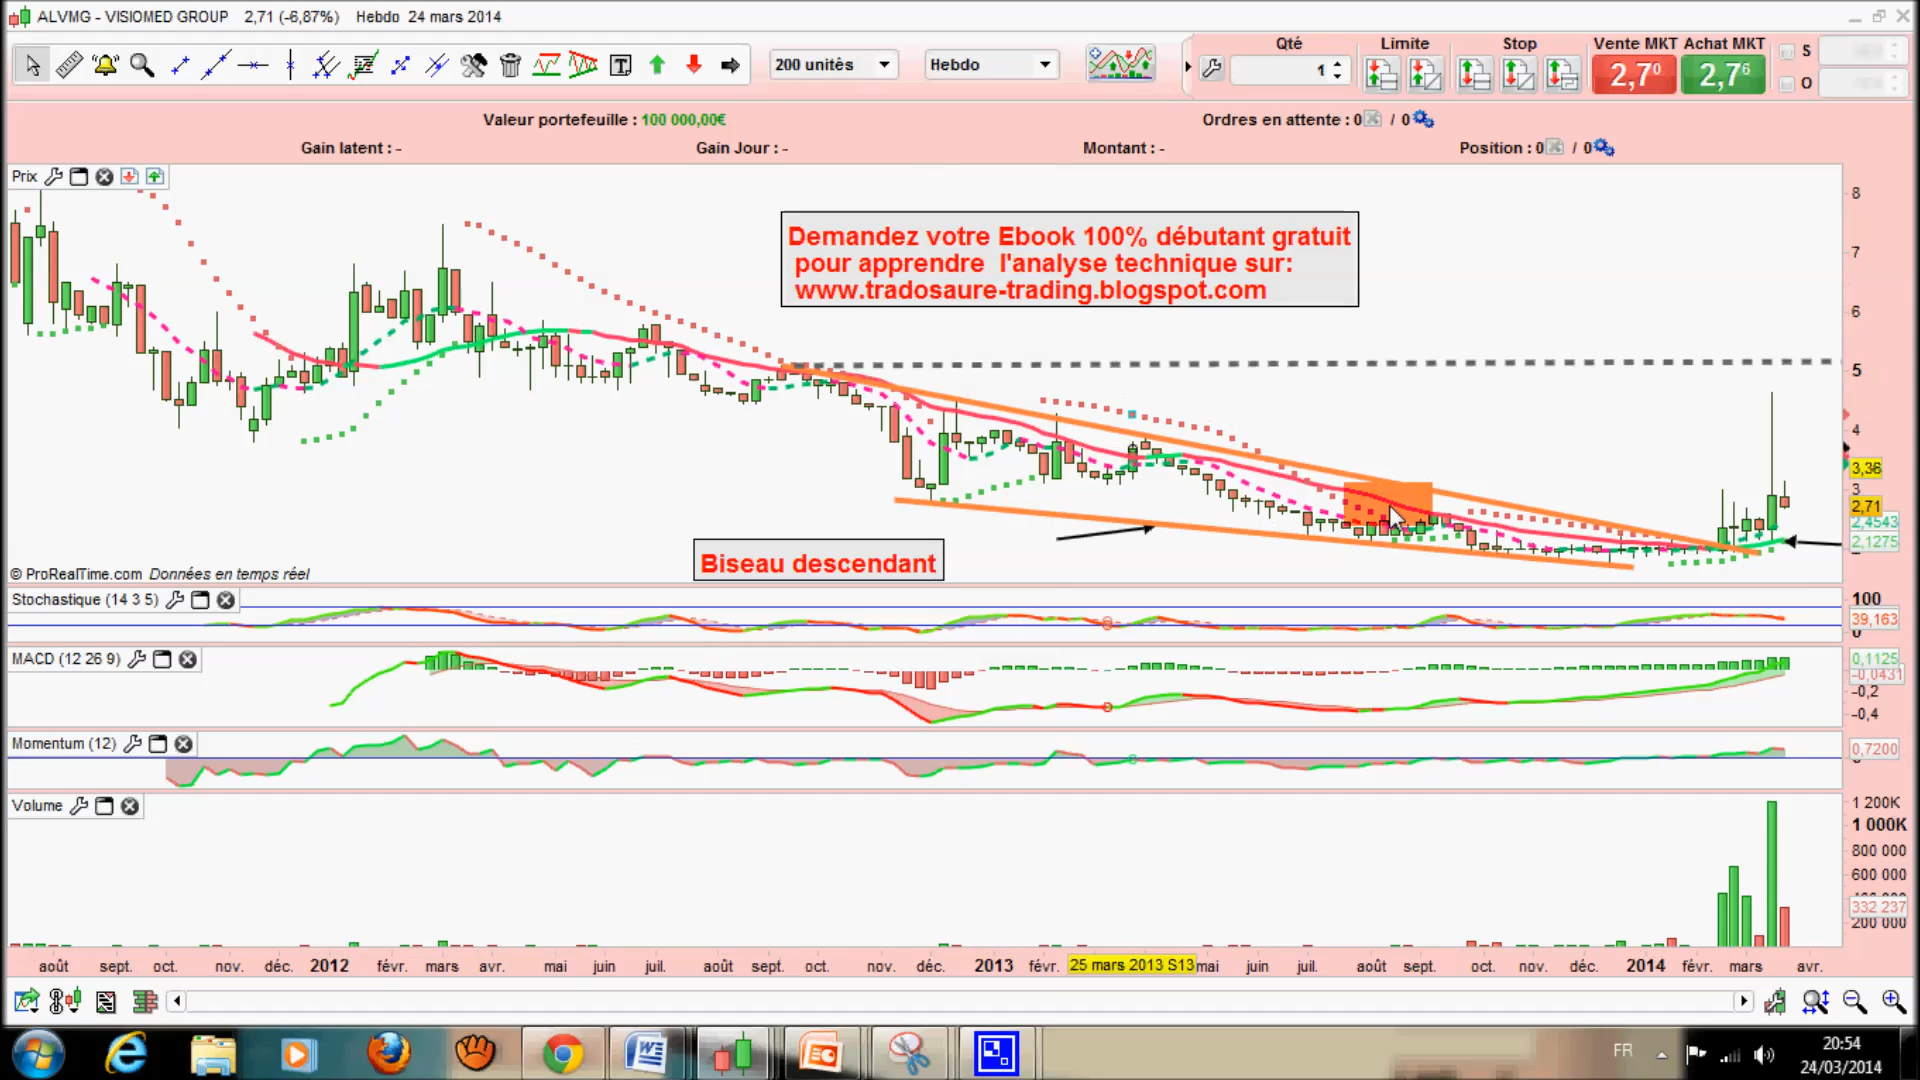 ALVMG - VISIOMED GROUP 2,71 (-6,87%) Hebdo 24 mars 2014
200 unités
Hebdo
Qté
1
Limite
Stop
Vente MKT
2,7⁰
Achat MKT
2,7⁶
S
O
Valeur portefeuille : 100 000,00€
Ordres en attente : 0 / 0
Gain latent : -
Gain Jour : -
Montant : -
Position : 0 / 0
Prix
Demandez votre Ebook 100% débutant gratuit
pour apprendre l'analyse technique sur:
www.tradosaure-trading.blogspot.com
8
7
6
5
4
3,36
3
2,71
2,4543
2,1275
Biseau descendant
© ProRealTime.com Données en temps réel
Stochastique (14 3 5)
100
39,163
0
MACD (12 26 9)
0,1125
-0,0431
-0,2
-0,4
Momentum (12)
0,7200
Volume
1 200K
1 000K
800 000
600 000
332 237
200 000
août sept. oct. nov. déc. 2012 févr. mars avr. mai juin juil. août sept. oct. nov. déc. 2013 févr. 25 mars 2013 S13 mai juin juil. août sept. oct. nov. déc. 2014 févr. mars avr.
FR
20:54
24/03/2014